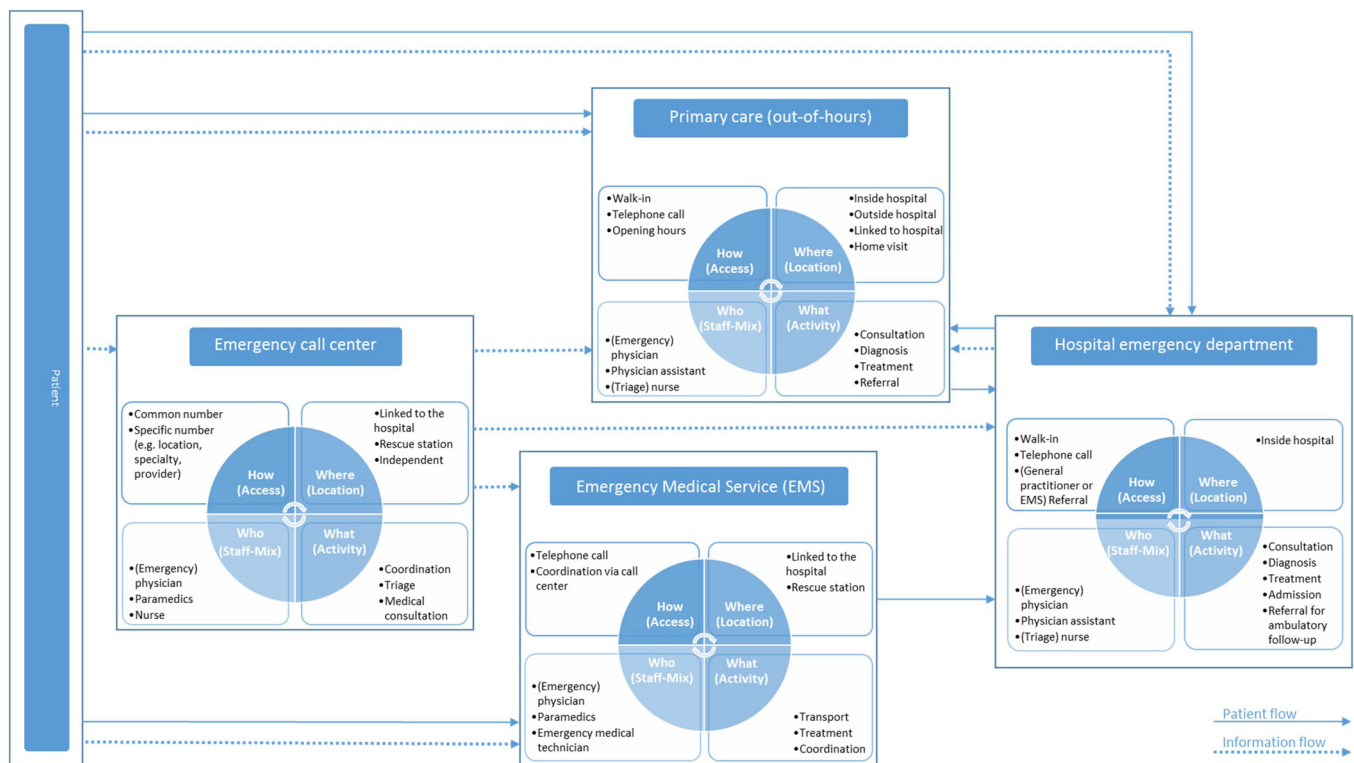 Patient
Primary care (out-of-hours)
•Walk-in
•Telephone call
•Opening hours
•Inside hospital
•Outside hospital
•Linked to hospital
•Home visit
How
(Access)
Where
(Location)
Who
(Staff-Mix)
What
(Activity)
•(Emergency)
physician
•Physician assistant
•(Triage) nurse
•Consultation
•Diagnosis
•Treatment
•Referral
Emergency call center
•Common number
•Specific number
(e.g. location,
specialty,
provider)
•Linked to the
hospital
•Rescue station
•Independent
How
(Access)
Where
(Location)
Who
(Staff-Mix)
What
(Activity)
•(Emergency)
physician
•Paramedics
•Nurse
•Coordination
•Triage
•Medical
consultation
Emergency Medical Service (EMS)
•Telephone call
•Coordination via call
center
•Linked to the
hospital
•Rescue station
How
(Access)
Where
(Location)
Who
(Staff-Mix)
What
(Activity)
•(Emergency)
physician
•Paramedics
•Emergency medical
technician
•Transport
•Treatment
•Coordination
Hospital emergency department
•Walk-in
•Telephone call
•(General
practitioner or
EMS) Referral
•Inside hospital
How
(Access)
Where
(Location)
Who
(Staff-Mix)
What
(Activity)
•(Emergency)
physician
•Physician assistant
•(Triage) nurse
•Consultation
•Diagnosis
•Treatment
•Admission
•Referral for
ambulatory
follow-up
Patient flow
Information flow